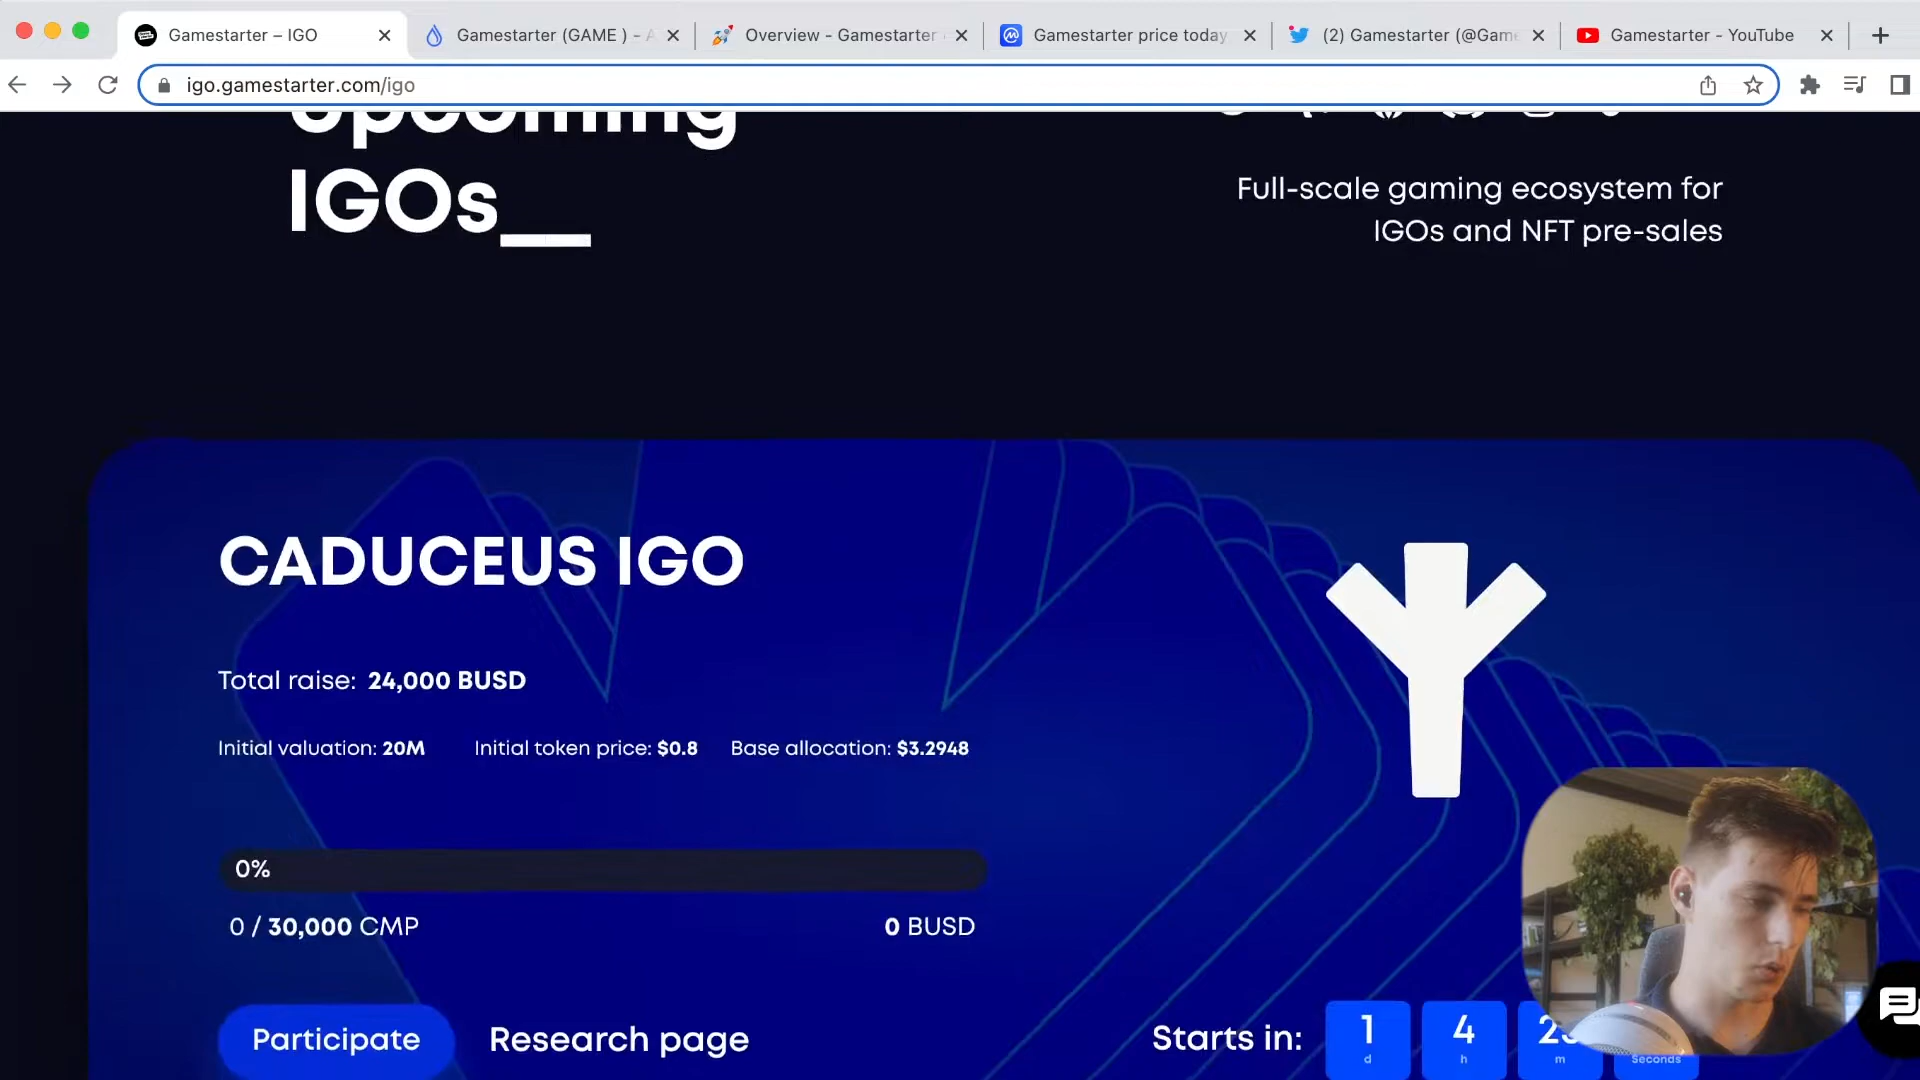 Gamestarter – IGO
Gamestarter (GAME ) –
Overview - Gamestarter
Gamestarter price today
(2) Gamestarter (@Game
Gamestarter - YouTube
igo.gamestarter.com/igo
Upcoming
IGOs__
Full-scale gaming ecosystem for
IGOs and NFT pre-sales
CADUCEUS IGO
Total raise: 24,000 BUSD
Initial valuation: 20M
Initial token price: $0.8
Base allocation: $3.2948
0%
0 / 30,000 CMP
0 BUSD
Participate
Research page
Starts in:
1
d
4
h
m
Seconds